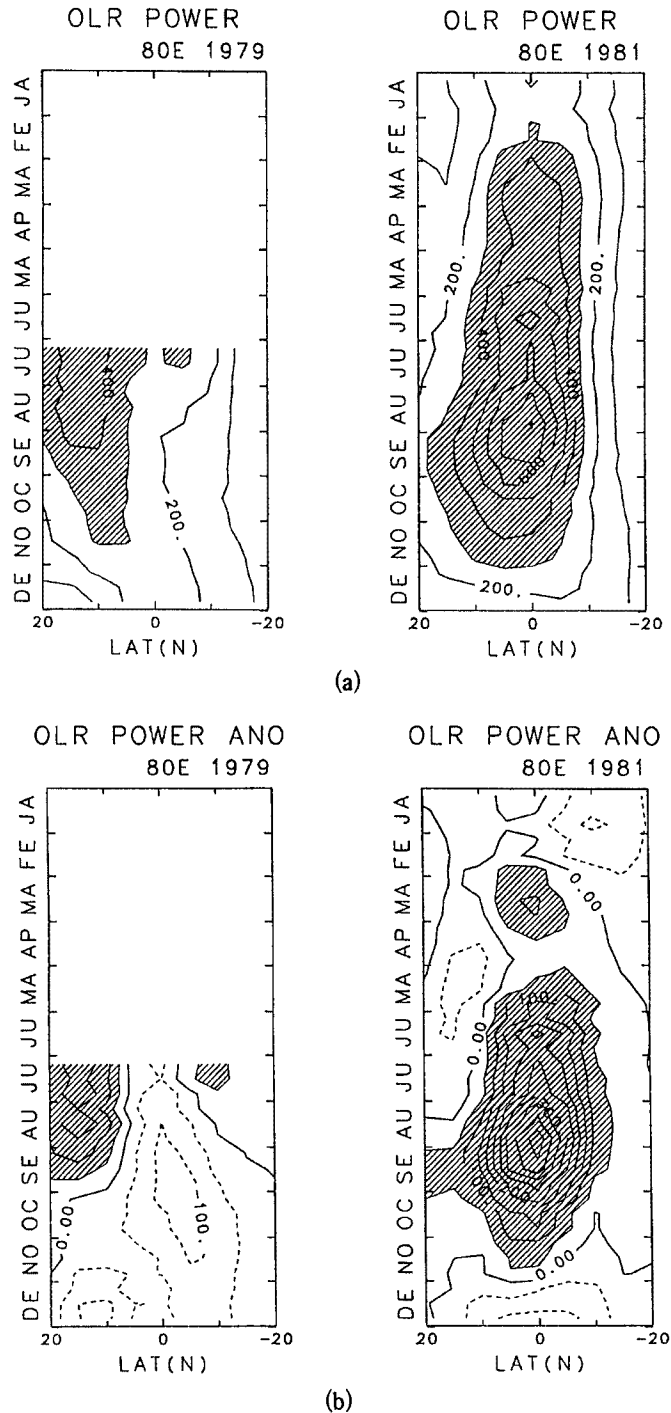 OLR POWER
80E 1979
OLR POWER
80E 1981
DE NO OC SE AU JU JU MA AP MA FE JA
400
200.
20 0 -20
LAT(N)
DE NO OC SE AU JU JU MA AP MA FE JA
200.
200.
400
400
600
200.
20 0 -20
LAT(N)
(a)
OLR POWER ANO
80E 1979
OLR POWER ANO
80E 1981
DE NO OC SE AU JU JU MA AP MA FE JA
0.00
-100.
20 0 -20
LAT(N)
DE NO OC SE AU JU JU MA AP MA FE JA
0.00
100.
0.00
0.00
20 0 -20
LAT(N)
(b)